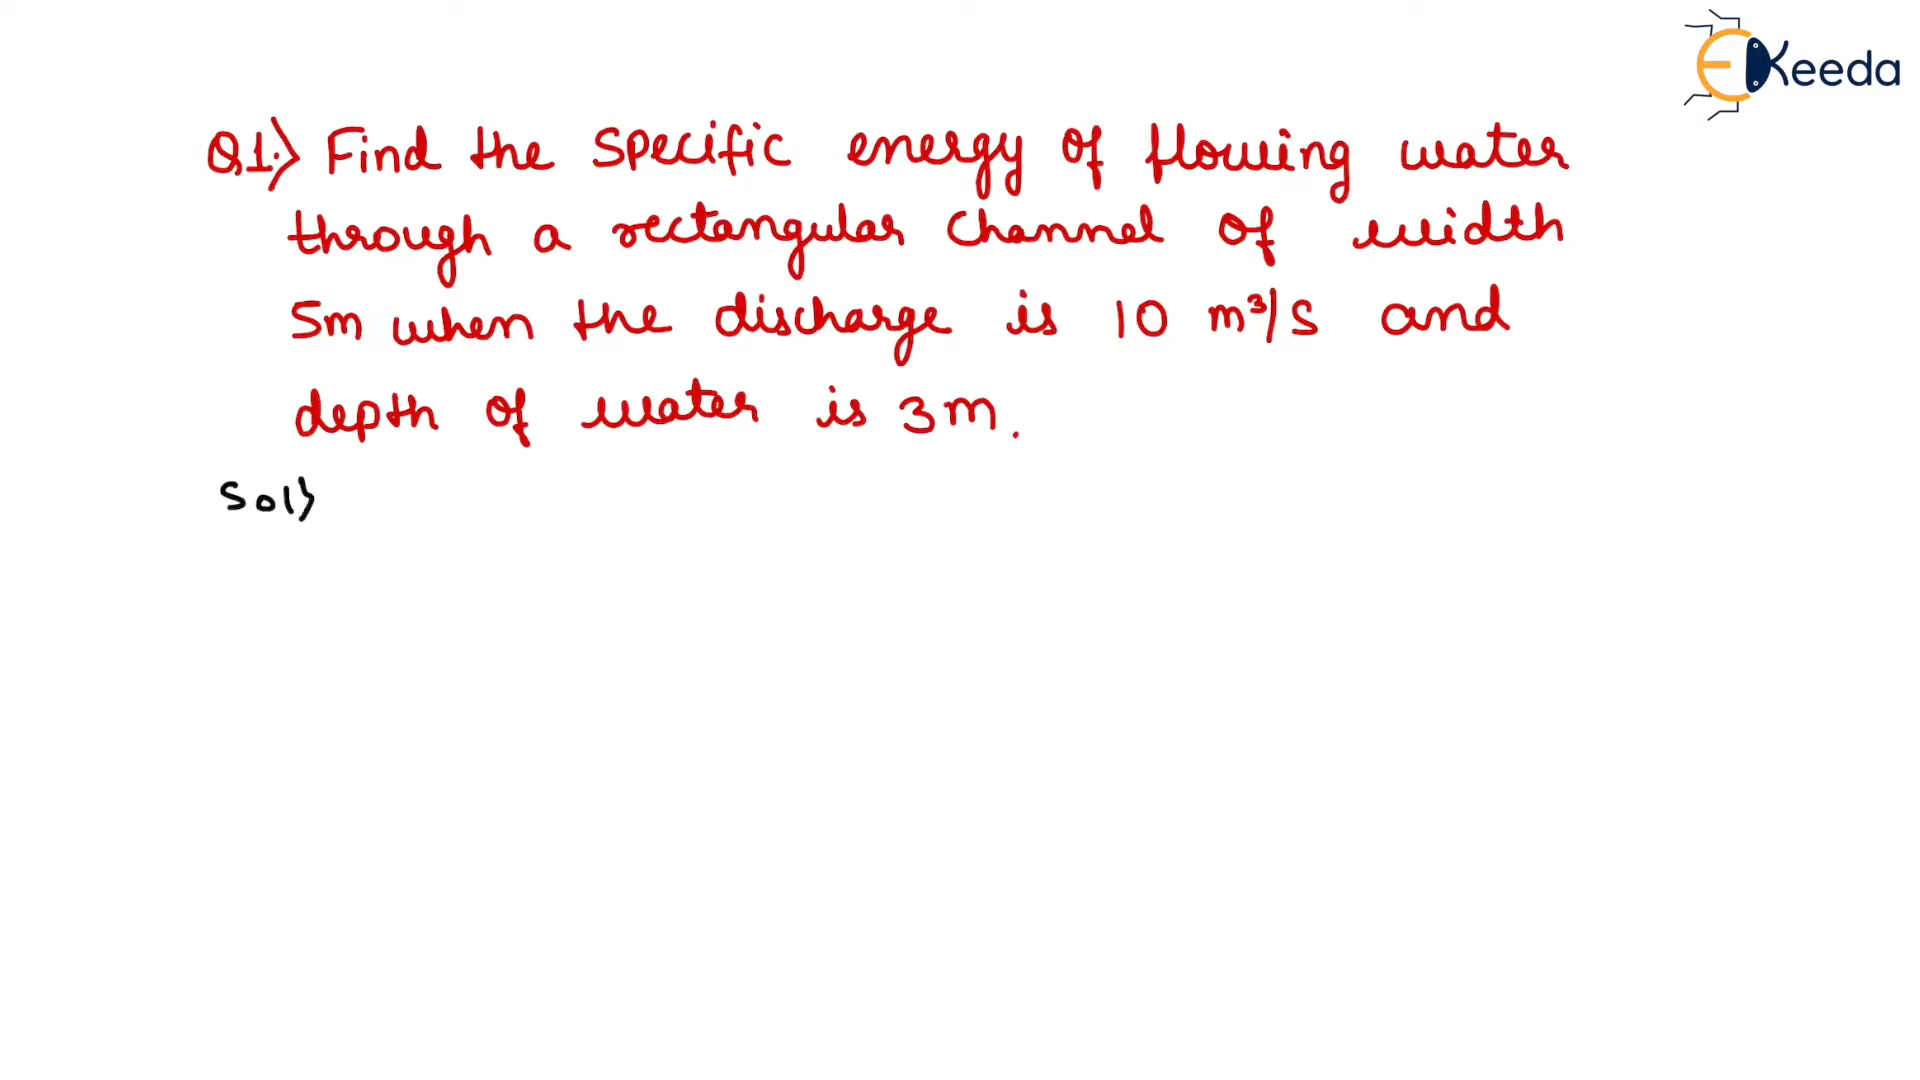 EKeeda
Q1.) Find the specific energy of flowing water
through a rectangular channel of width
5m when the discharge is 10 m³/s and
depth of water is 3m.
Sol)